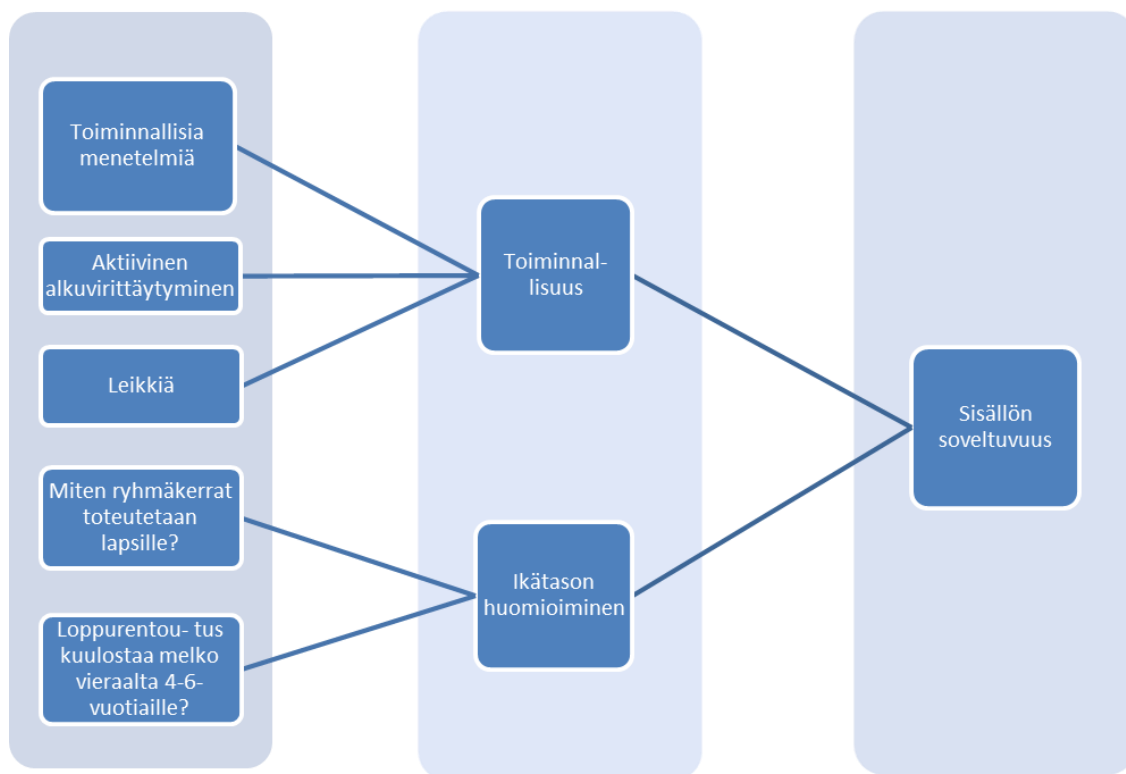 Toiminnallisia
menetelmiä
Aktiivinen
alkuvirittäytyminen
Leikkiä
Miten ryhmäkerrat
toteutetaan
lapsille?
Loppurentou- tus
kuulostaa melko
vieraalta 4-6-
vuotiaille?
Toiminnal-
lisuus
Ikätason
huomioiminen
Sisällön
soveltuvuus